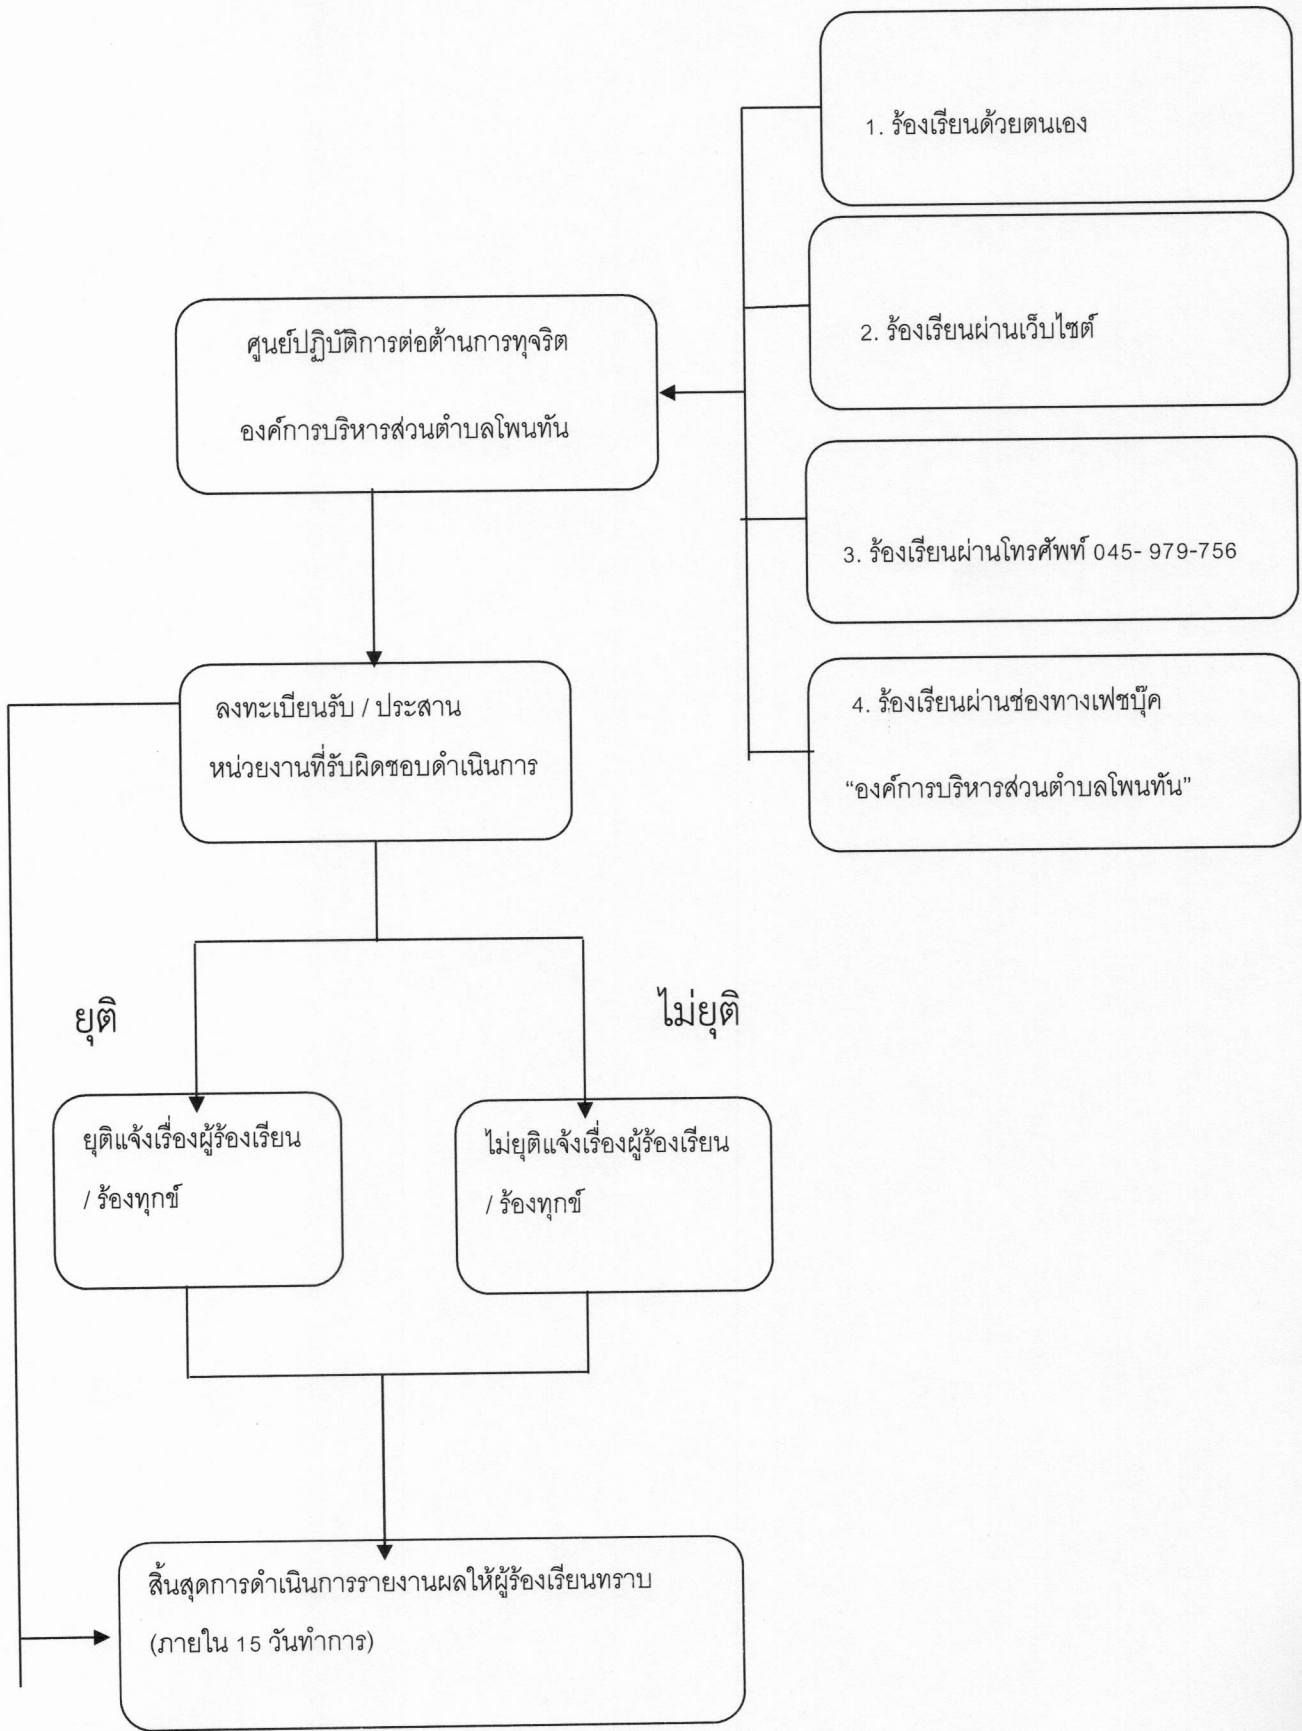 1. ร้องเรียนด้วยตนเอง
2. ร้องเรียนผ่านเว็บไซต์
ศูนย์ปฏิบัติการต่อต้านการทุจริต
องค์การบริหารส่วนตำบลโพนทัน
3. ร้องเรียนผ่านโทรศัพท์ 045- 979-756
4. ร้องเรียนผ่านช่องทางเฟชบุ๊ค
“องค์การบริหารส่วนตำบลโพนทัน”
ลงทะเบียนรับ / ประสาน
หน่วยงานที่รับผิดชอบดำเนินการ
ยุติ
ไม่ยุติ
ยุติแจ้งเรื่องผู้ร้องเรียน
/ ร้องทุกข์
ไม่ยุติแจ้งเรื่องผู้ร้องเรียน
/ ร้องทุกข์
สิ้นสุดการดำเนินการรายงานผลให้ผู้ร้องเรียนทราบ
(ภายใน 15 วันทำการ)